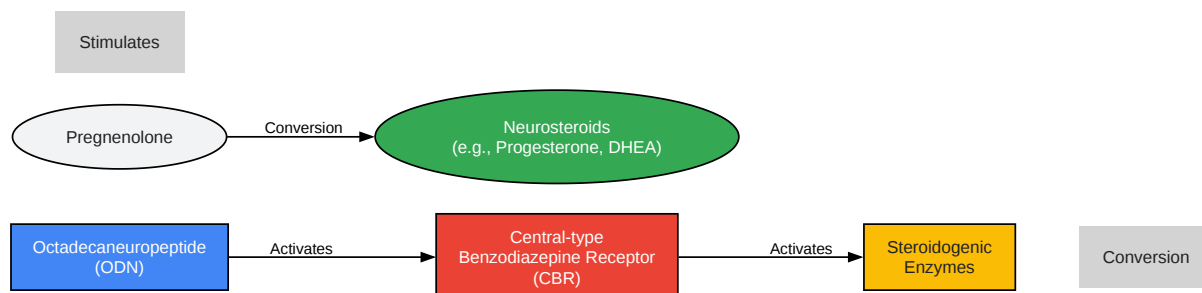 Stimulates
Pregnenolone
Conversion
Neurosteroids
(e.g., Progesterone, DHEA)
Octadecaneuropeptide
(ODN)
Activates
Central-type
Benzodiazepine Receptor
(CBR)
Activates
Steroidogenic
Enzymes
Conversion